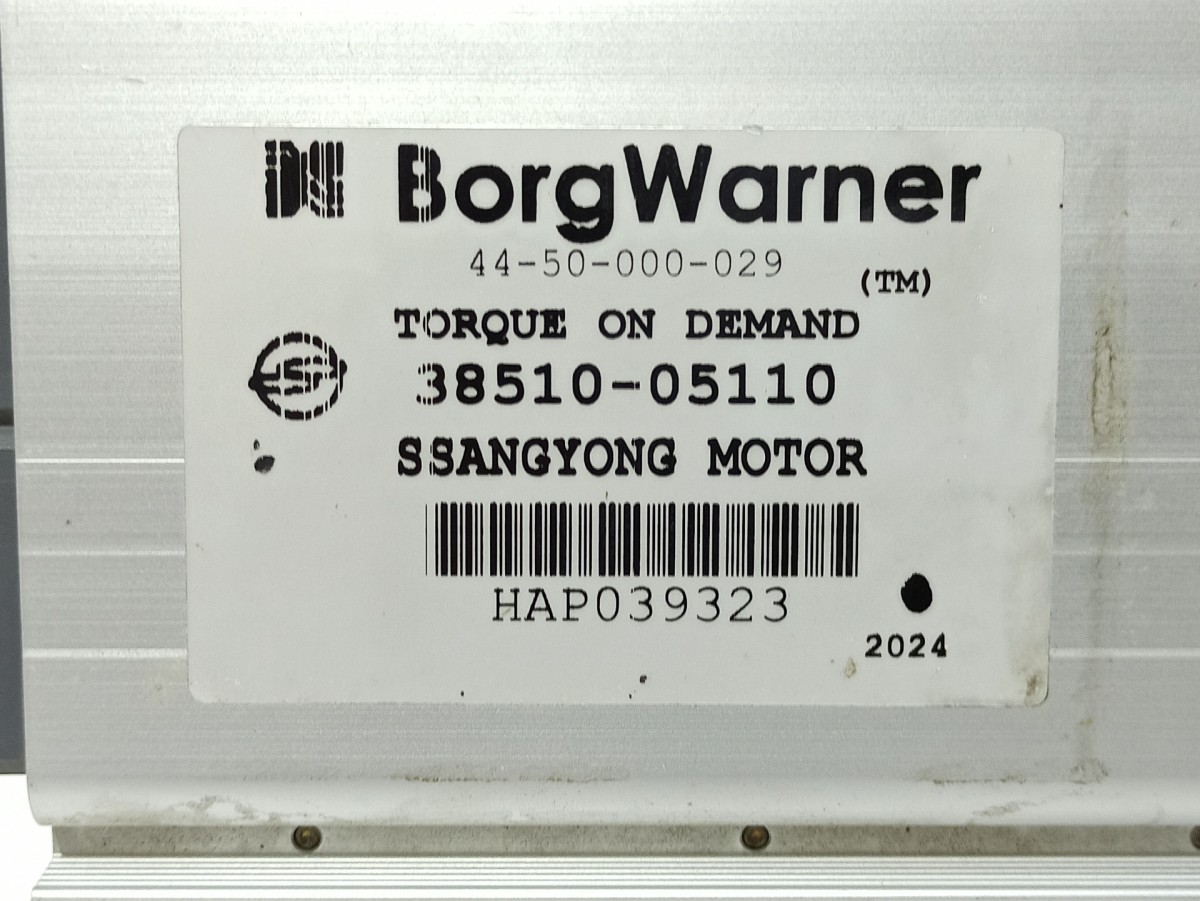 BorgWarner
44-50-000-029
(TM)
TORQUE ON DEMAND
38510-05110
SSANGYONG MOTOR
HAP039323
2024